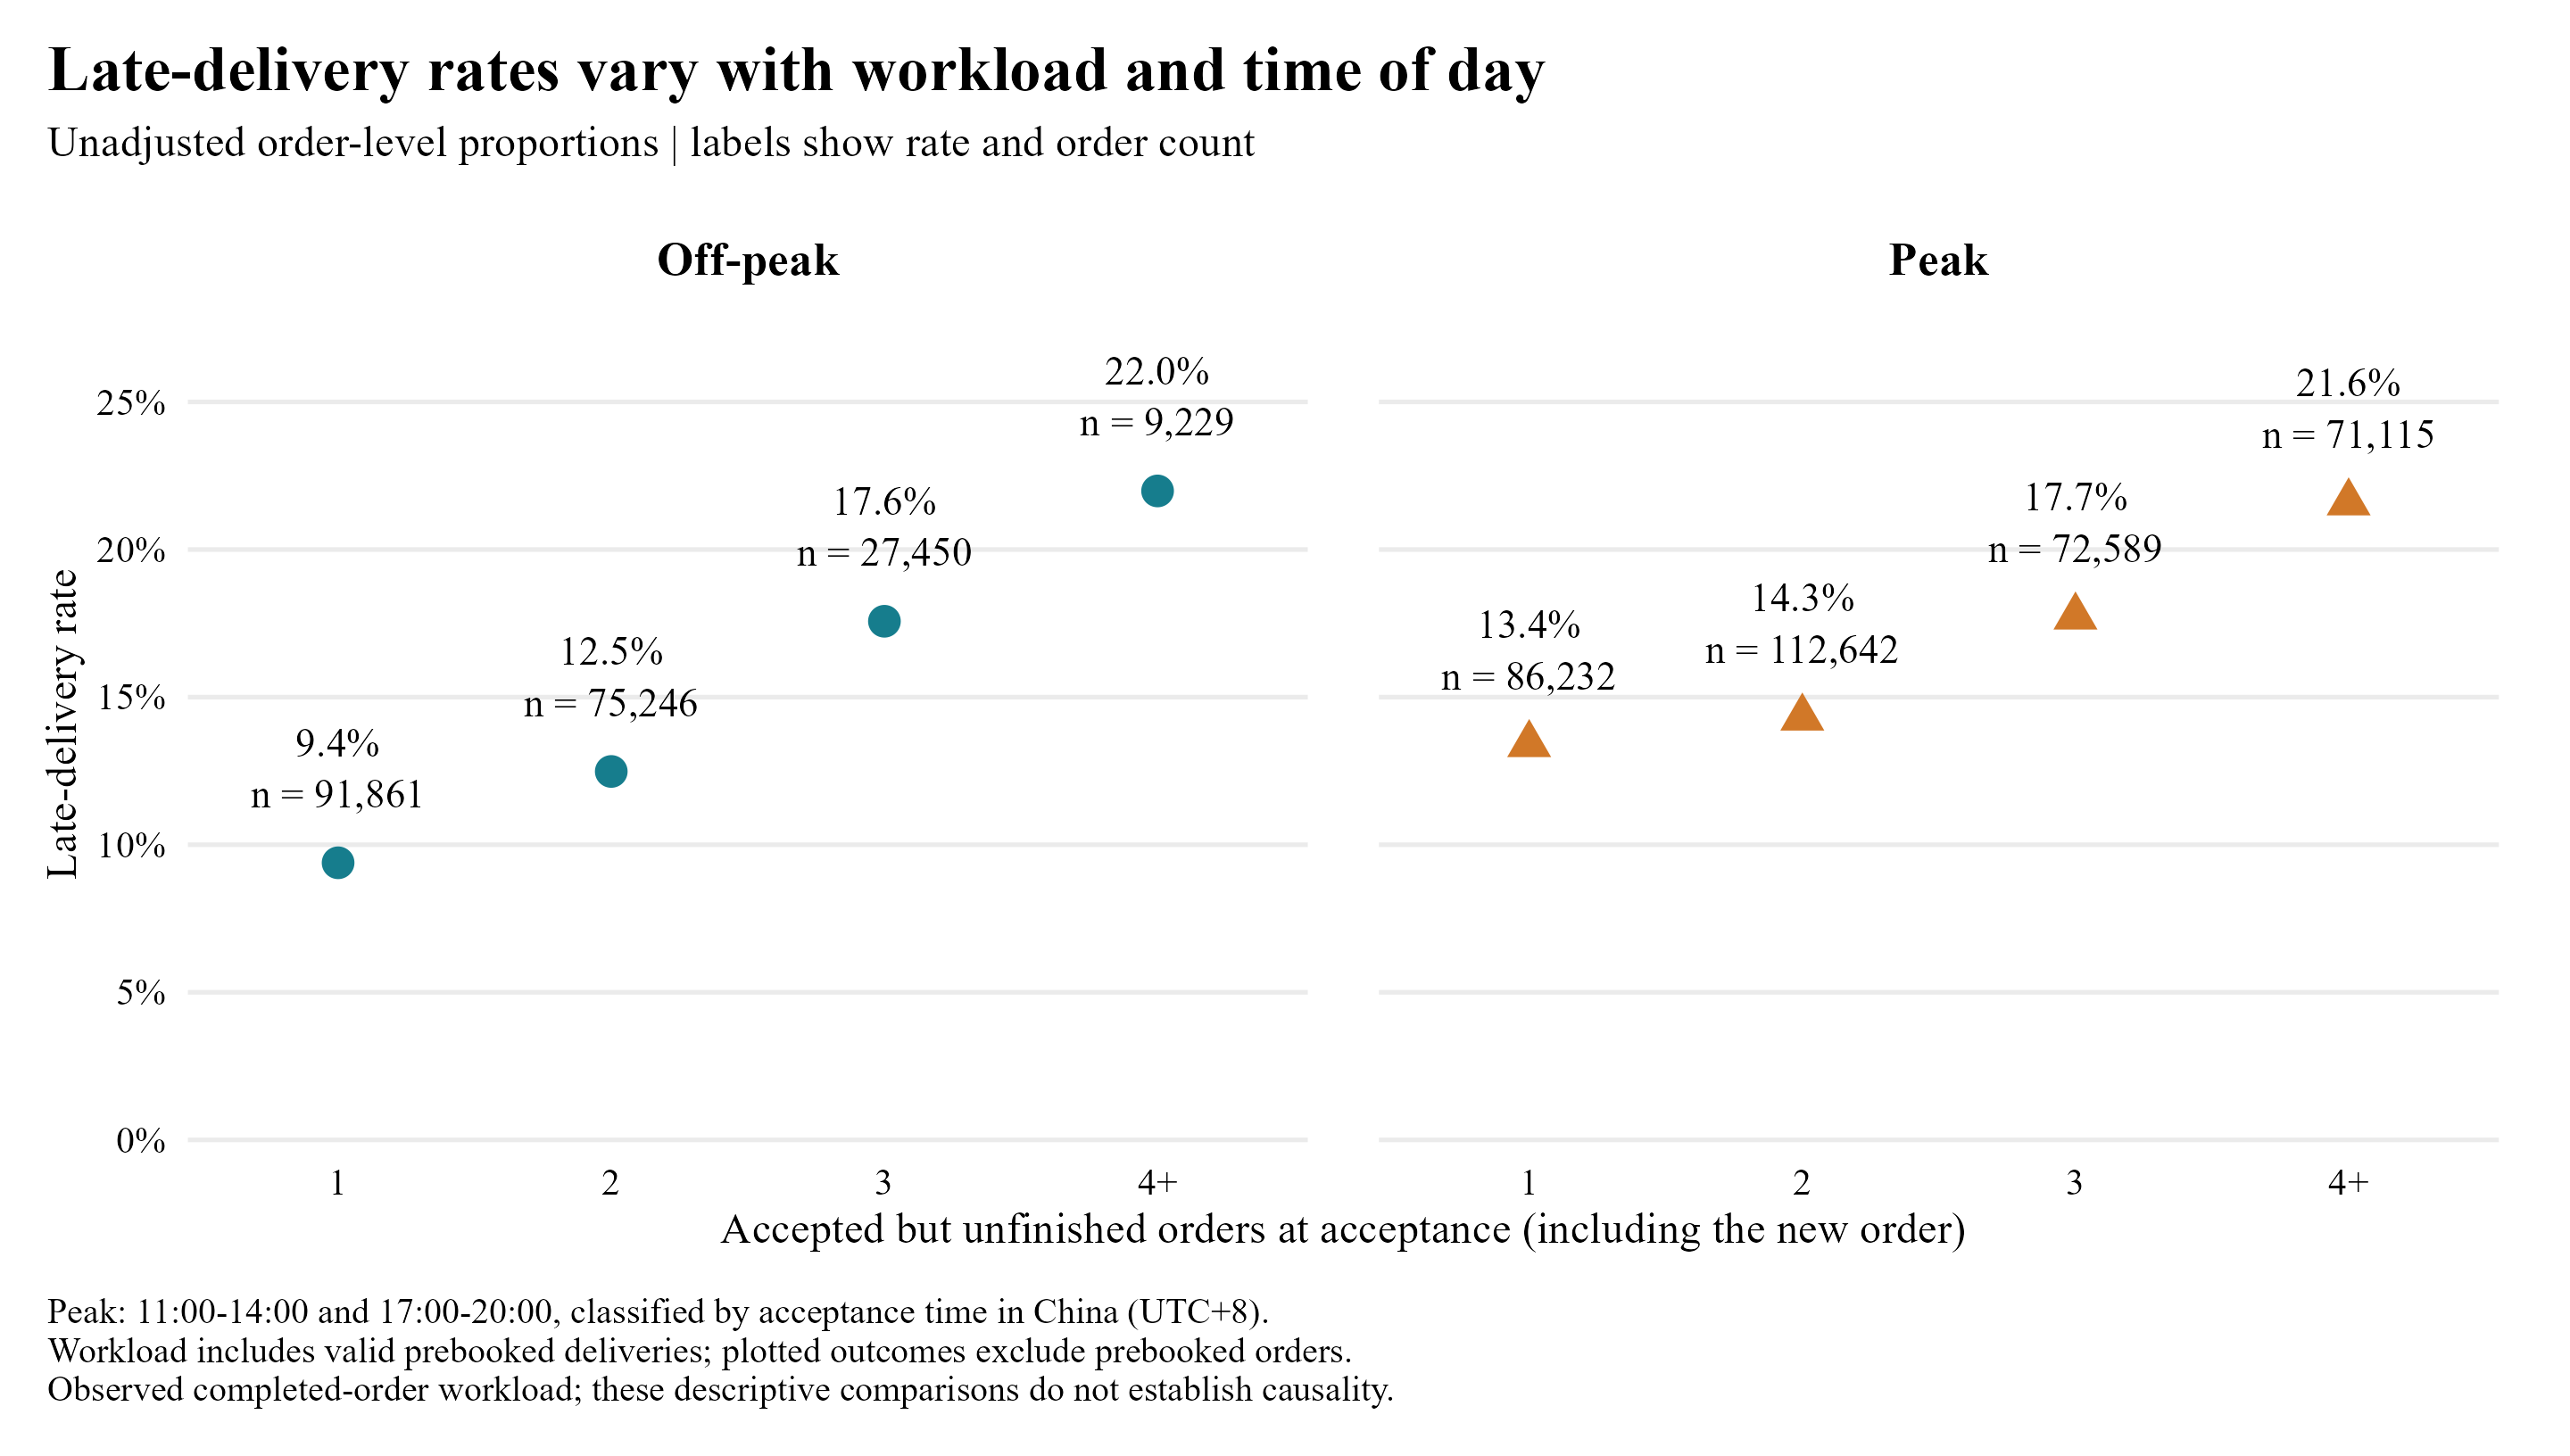 Late-delivery rates vary with workload and time of day
Unadjusted order-level proportions | labels show rate and order count
Off-peak
Peak
Late-delivery rate
25%
20%
15%
10%
5%
0%
9.4%
n = 91,861
12.5%
n = 75,246
17.6%
n = 27,450
22.0%
n = 9,229
13.4%
n = 86,232
14.3%
n = 112,642
17.7%
n = 72,589
21.6%
n = 71,115
1 2 3 4+
1 2 3 4+
Accepted but unfinished orders at acceptance (including the new order)
Peak: 11:00-14:00 and 17:00-20:00, classified by acceptance time in China (UTC+8).
Workload includes valid prebooked deliveries; plotted outcomes exclude prebooked orders.
Observed completed-order workload; these descriptive comparisons do not establish causality.